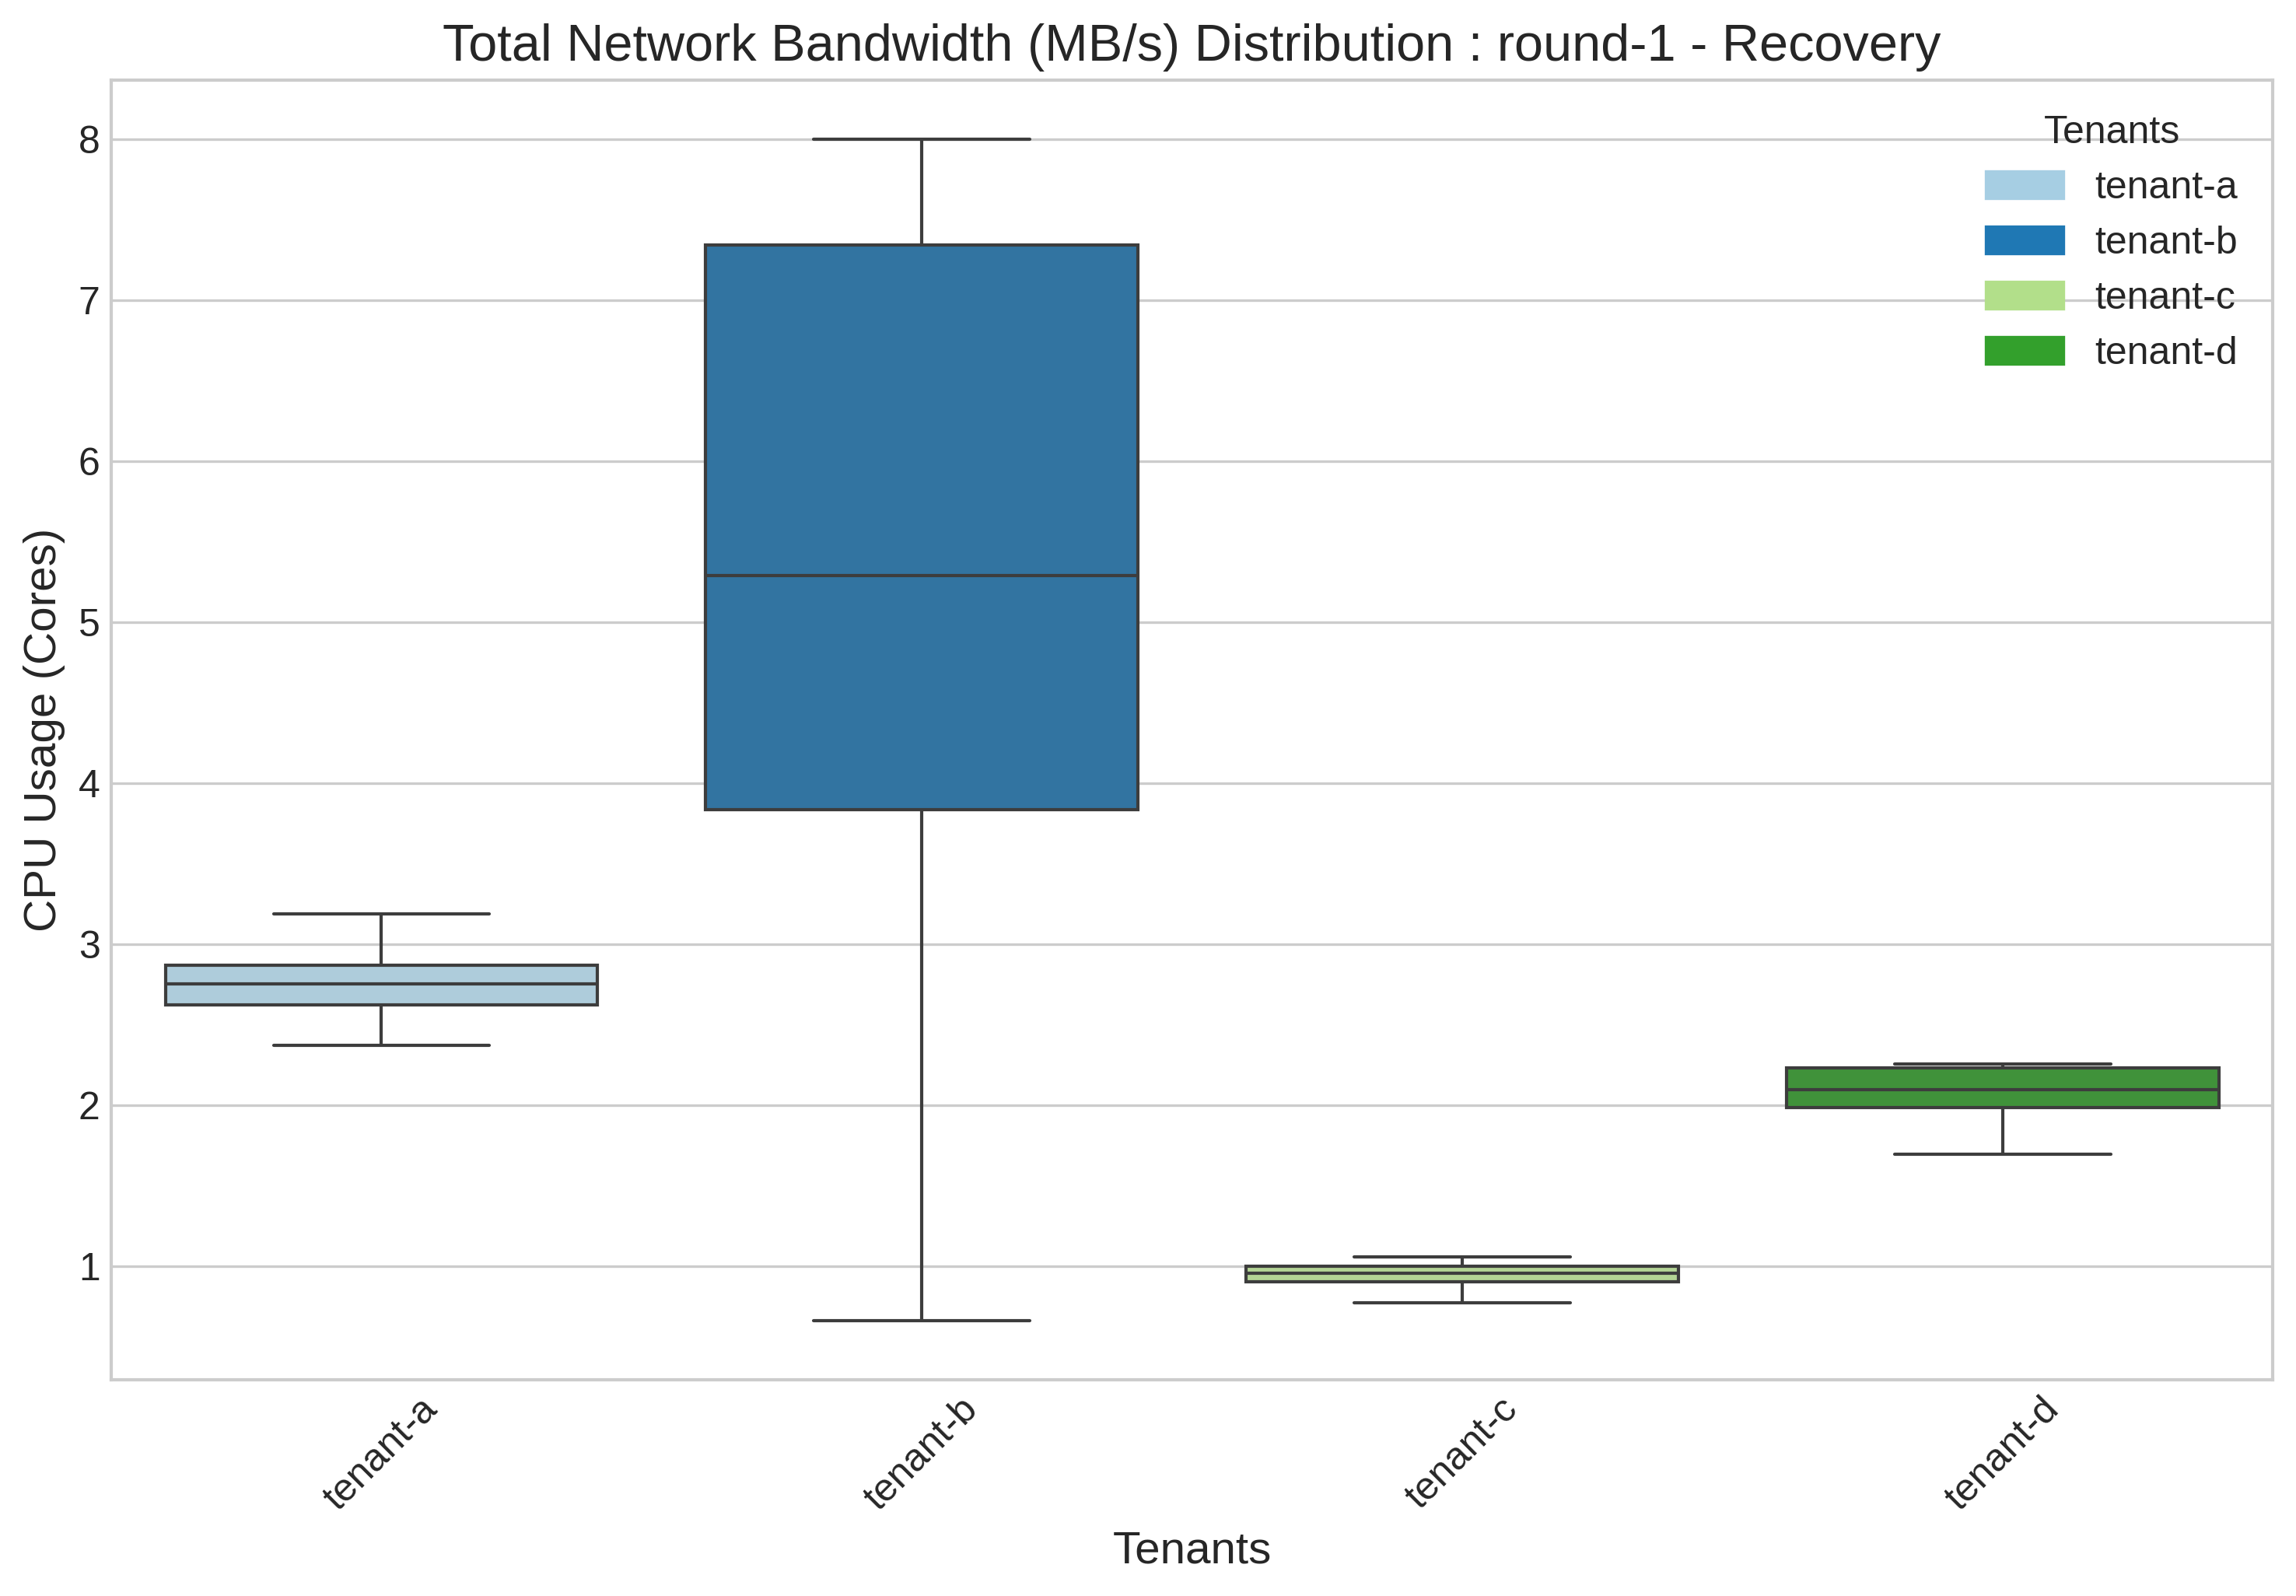 Total Network Bandwidth (MB/s) Distribution : round-1 - Recovery
Tenants
tenant-a
tenant-b
tenant-c
tenant-d
CPU Usage (Cores)
8
7
6
5
4
3
2
1
tenant-a
tenant-b
tenant-c
tenant-d
Tenants